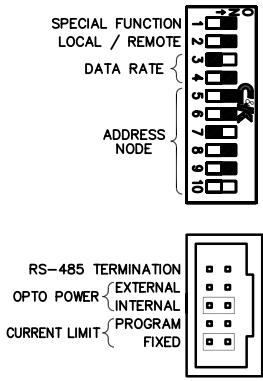 ON
SPECIAL FUNCTION 1
LOCAL / REMOTE 2
DATA RATE 3
4
ADDRESS NODE 5
6
7
8
9
10
C&K
RS-485 TERMINATION
OPTO POWER EXTERNAL
INTERNAL
CURRENT LIMIT PROGRAM
FIXED